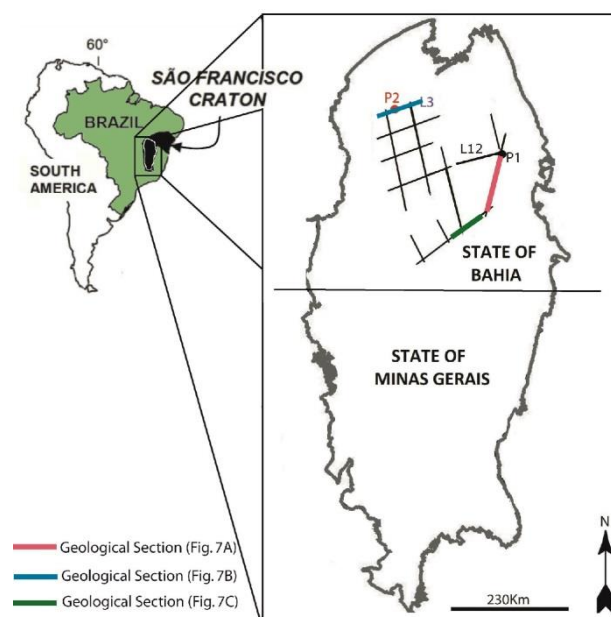 60°
SÃO FRANCISCO
CRATON
BRAZIL
SOUTH
AMERICA
P2
L3
L12
P1
STATE OF
BAHIA
STATE OF
MINAS GERAIS
Geological Section (Fig. 7A)
Geological Section (Fig. 7B)
Geological Section (Fig. 7C)
230Km
N